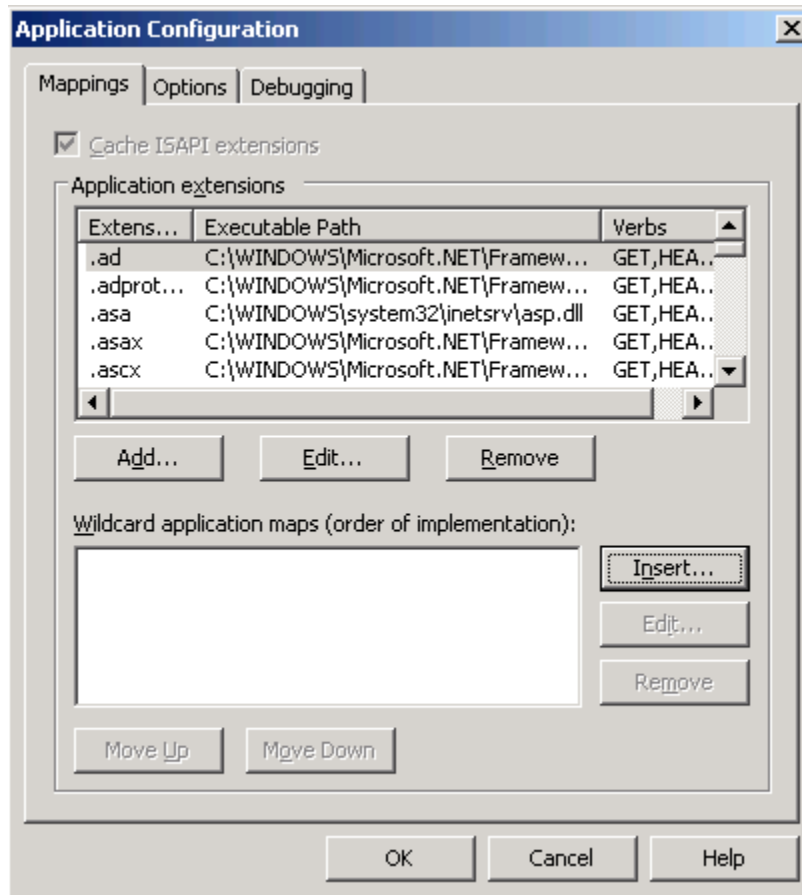 Application Configuration
Mappings Options Debugging
Cache ISAPI extensions
Application extensions
Extens... Executable Path Verbs
.ad C:\WINDOWS\Microsoft.NET\Framew... GET,HEA..
.adprot... C:\WINDOWS\Microsoft.NET\Framew... GET,HEA..
.asa C:\WINDOWS\system32\inetsrv\asp.dll GET,HEA..
.asax C:\WINDOWS\Microsoft.NET\Framew... GET,HEA..
.ascx C:\WINDOWS\Microsoft.NET\Framew... GET,HEA..
Add... Edit... Remove
Wildcard application maps (order of implementation):
Insert...
Edit...
Remove
Move Up Move Down
OK Cancel Help